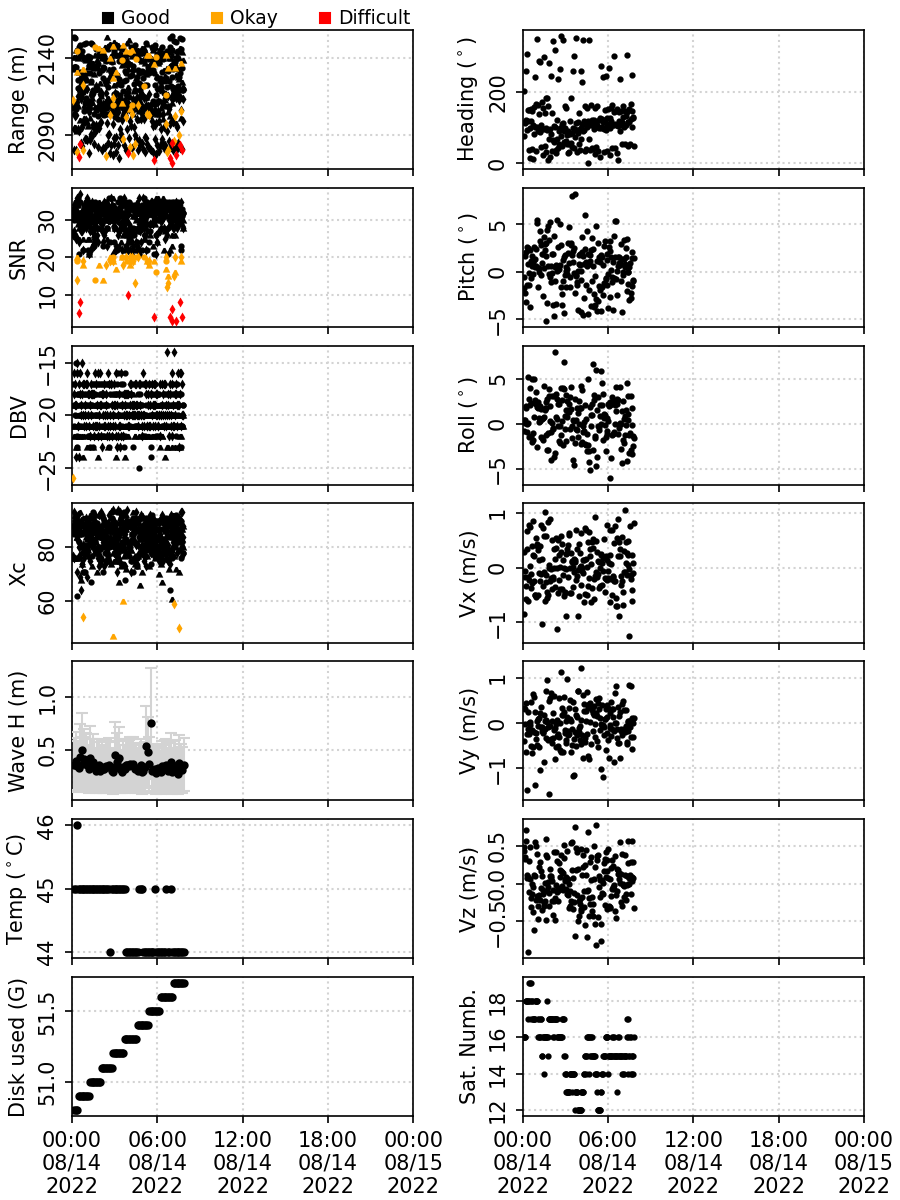 Good Okay Difficult
Range (m)
2140
2090
Heading (°)
200
0
SNR
30
20
10
Pitch (°)
5
0
−5
DBV
−15
−20
−25
Roll (°)
5
0
−5
Xc
80
60
Vx (m/s)
1
0
−1
Wave H (m)
1.0
0.5
Vy (m/s)
1
0
−1
Temp (°C)
46
45
44
Vz (m/s)
0.5
0.0
−0.5
Disk used (G)
51.5
51.0
Sat. Numb.
18
16
14
12
00:00 06:00 12:00 18:00 00:00
08/14 08/14 08/14 08/14 08/15
2022 2022 2022 2022 2022
00:00 06:00 12:00 18:00 00:00
08/14 08/14 08/14 08/14 08/15
2022 2022 2022 2022 2022